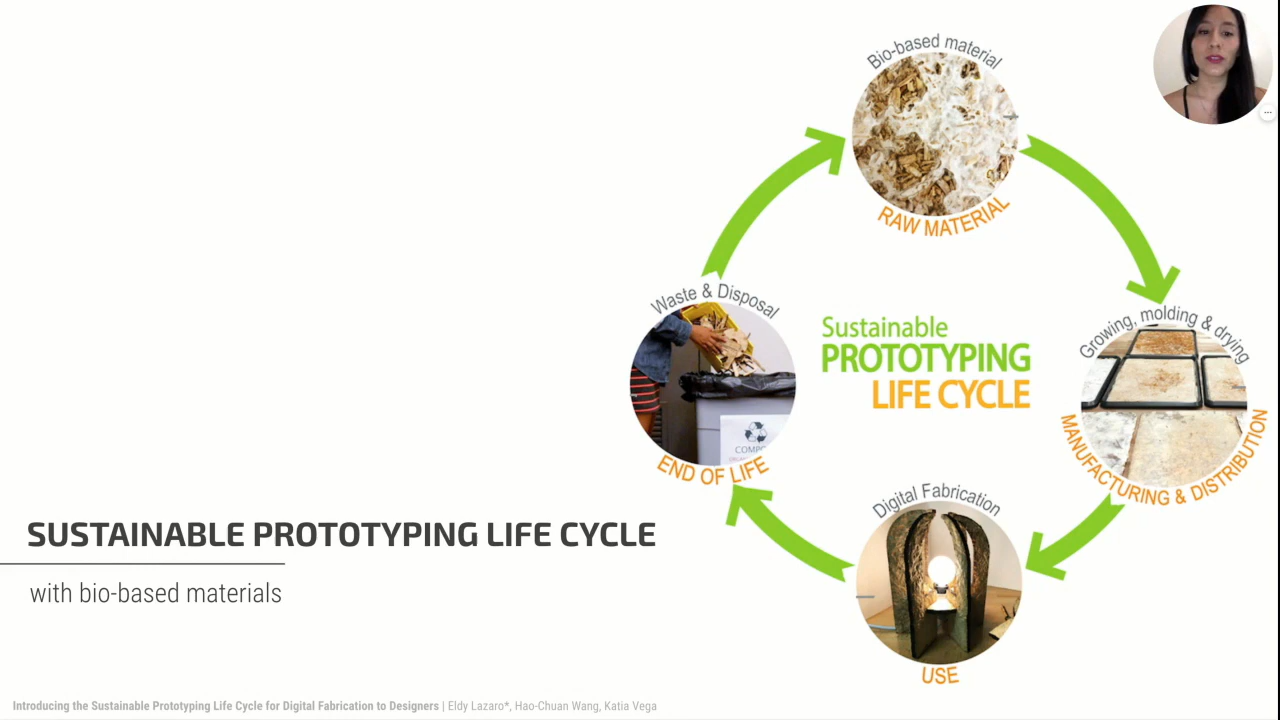 Bio-based material
RAW MATERIAL
Growing, molding & drying
MANUFACTURING & DISTRIBUTION
Digital Fabrication
USE
Waste & Disposal
COMPO
END OF LIFE
Sustainable
PROTOTYPING
LIFE CYCLE
SUSTAINABLE PROTOTYPING LIFE CYCLE
with bio-based materials
Introducing the Sustainable Prototyping Life Cycle for Digital Fabrication to Designers | Eldy Lazaro*, Hao-Chuan Wang, Katia Vega